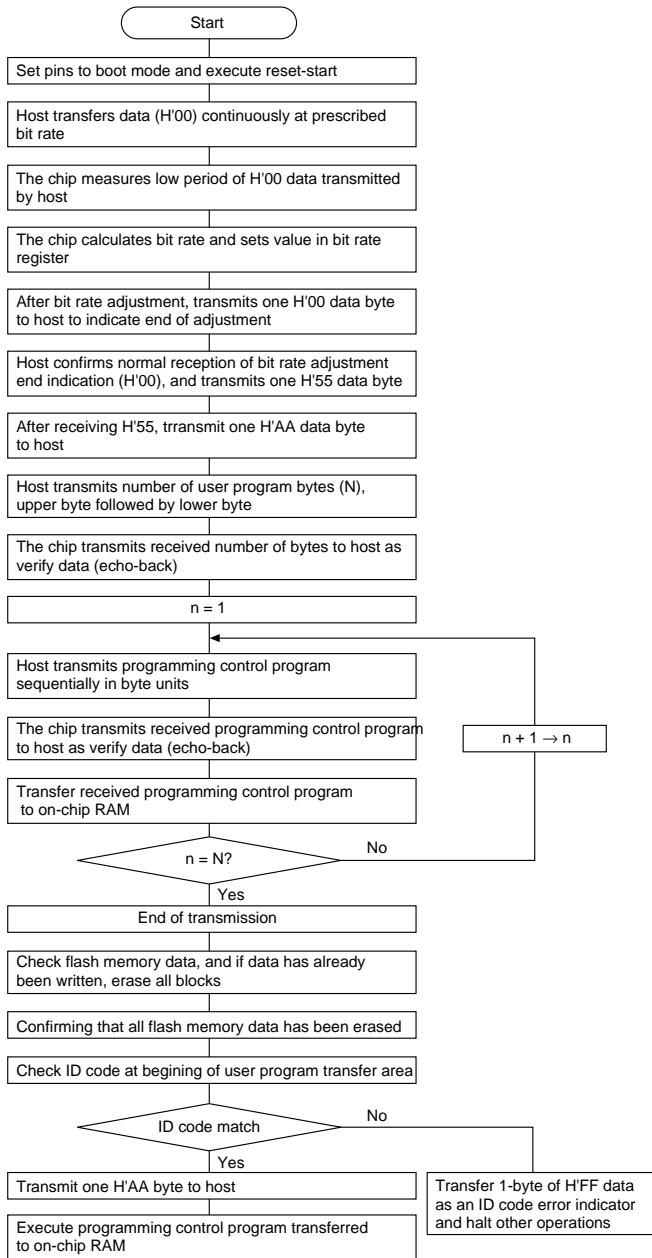 Start
Set pins to boot mode and execute reset-start
Host transfers data (H'00) continuously at prescribed
bit rate
The chip measures low period of H'00 data transmitted
by host
The chip calculates bit rate and sets value in bit rate
register
After bit rate adjustment, transmits one H'00 data byte
to host to indicate end of adjustment
Host confirms normal reception of bit rate adjustment
end indication (H'00), and transmits one H'55 data byte
After receiving H'55, trransmit one H'AA data byte
to host
Host transmits number of user program bytes (N),
upper byte followed by lower byte
The chip transmits received number of bytes to host as
verify data (echo-back)
n = 1
Host transmits programming control program
sequentially in byte units
The chip transmits received programming control program
to host as verify data (echo-back)
n + 1 → n
Transfer received programming control program
to on-chip RAM
n = N?
No
Yes
End of transmission
Check flash memory data, and if data has already
been written, erase all blocks
Confirming that all flash memory data has been erased
Check ID code at begining of user program transfer area
ID code match
No
Yes
Transmit one H'AA byte to host
Transfer 1-byte of H'FF data
as an ID code error indicator
and halt other operations
Execute programming control program transferred
to on-chip RAM